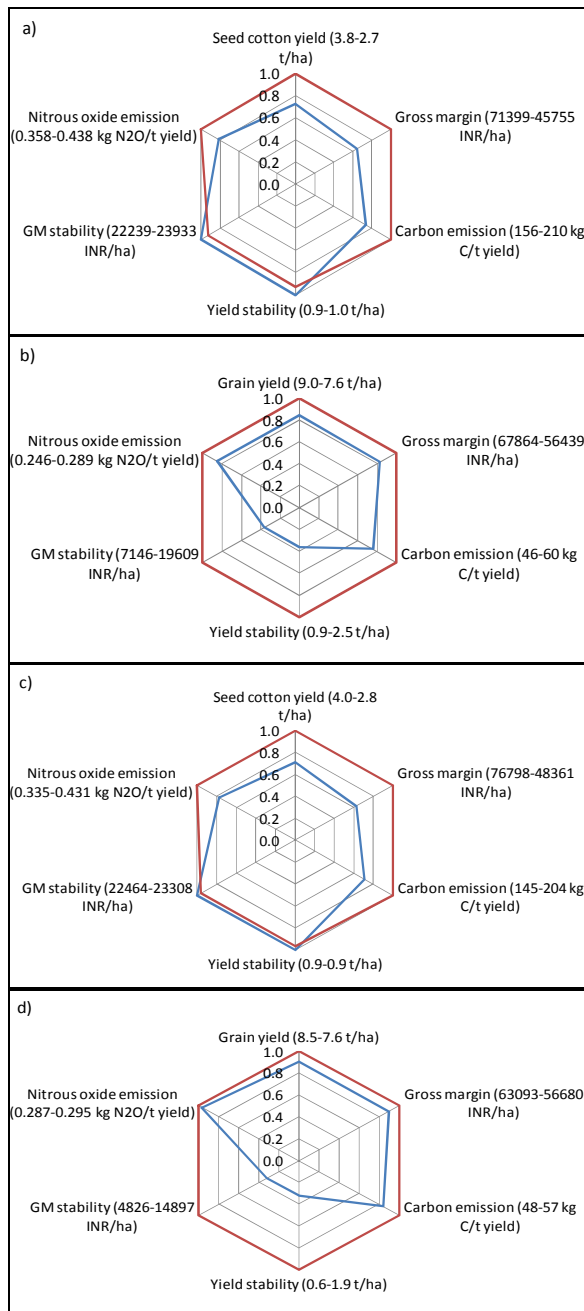 a)
Seed cotton yield (3.8-2.7
t/ha)
1.0
0.8
0.6
0.4
0.2
0.0
Gross margin (71399-45755
INR/ha)
Carbon emission (156-210 kg
C/t yield)
Yield stability (0.9-1.0 t/ha)
GM stability (22239-23933
INR/ha)
Nitrous oxide emission
(0.358-0.438 kg N2O/t yield)
b)
Grain yield (9.0-7.6 t/ha)
1.0
0.8
0.6
0.4
0.2
0.0
Gross margin (67864-56439
INR/ha)
Carbon emission (46-60 kg
C/t yield)
Yield stability (0.9-2.5 t/ha)
GM stability (7146-19609
INR/ha)
Nitrous oxide emission
(0.246-0.289 kg N2O/t yield)
c)
Seed cotton yield (4.0-2.8
t/ha)
1.0
0.8
0.6
0.4
0.2
0.0
Gross margin (76798-48361
INR/ha)
Carbon emission (145-204 kg
C/t yield)
Yield stability (0.9-0.9 t/ha)
GM stability (22464-23308
INR/ha)
Nitrous oxide emission
(0.335-0.431 kg N2O/t yield)
d)
Grain yield (8.5-7.6 t/ha)
1.0
0.8
0.6
0.4
0.2
0.0
Gross margin (63093-56680
INR/ha)
Carbon emission (48-57 kg
C/t yield)
Yield stability (0.6-1.9 t/ha)
GM stability (4826-14897
INR/ha)
Nitrous oxide emission
(0.287-0.295 kg N2O/t yield)